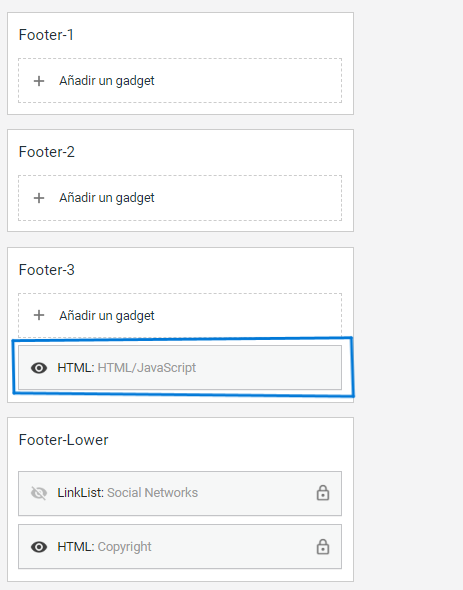 Footer-1
Añadir un gadget
Footer-2
Añadir un gadget
Footer-3
Añadir un gadget
HTML: HTML/JavaScript
Footer-Lower
LinkList: Social Networks
HTML: Copyright